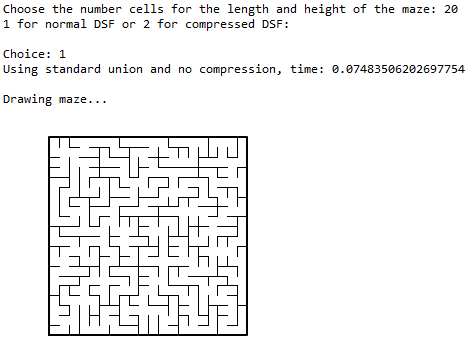 Choose the number cells for the length and height of the maze: 20
1 for normal DSF or 2 for compressed DSF:
Choice: 1
Using standard union and no compression, time: 0.07483506202697754
Drawing maze...